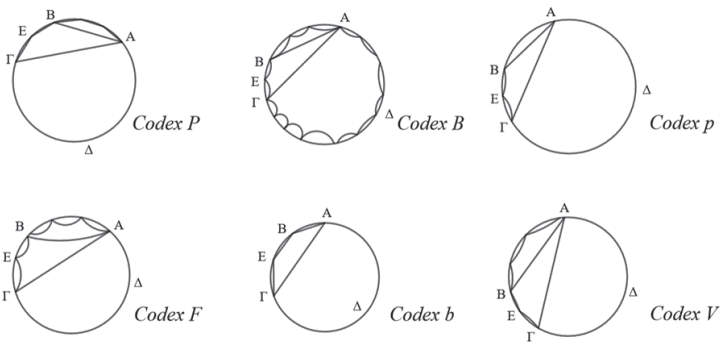 B
E A
Γ
Δ
Codex P
A
B
E
Γ
Δ
Codex B
A
B
E Δ
Γ
Codex p
B A
E
Γ
Δ
Codex F
A
B
E
Γ
Δ
Codex b
A
B Δ
E
Γ
Codex V